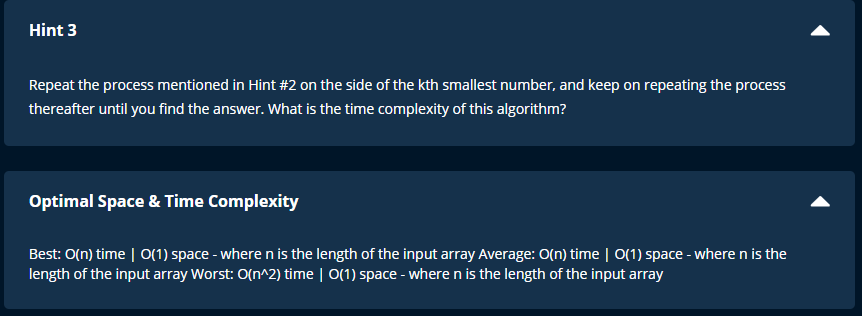 Hint 3
Repeat the process mentioned in Hint #2 on the side of the kth smallest number, and keep on repeating the process
thereafter until you find the answer. What is the time complexity of this algorithm?
Optimal Space & Time Complexity
Best: O(n) time | O(1) space - where n is the length of the input array Average: O(n) time | O(1) space - where n is the
length of the input array Worst: O(n^2) time | O(1) space - where n is the length of the input array